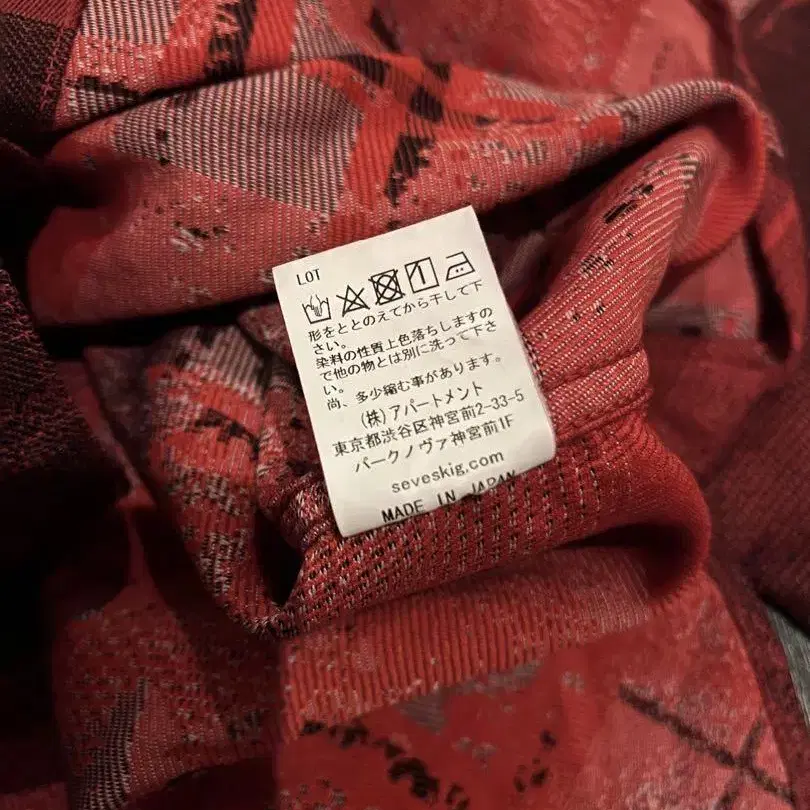 LOT
形をととのえてから干して下
さい。
染料の性質上色落ちしますの
で他の物とは別に洗って下さ
い。
尚、多少縮む事があります。
(株)アパートメント
東京都渋谷区神宮前2-33-5
パークノヴァ神宮前1F
seveskig.com
MADE IN JAPAN